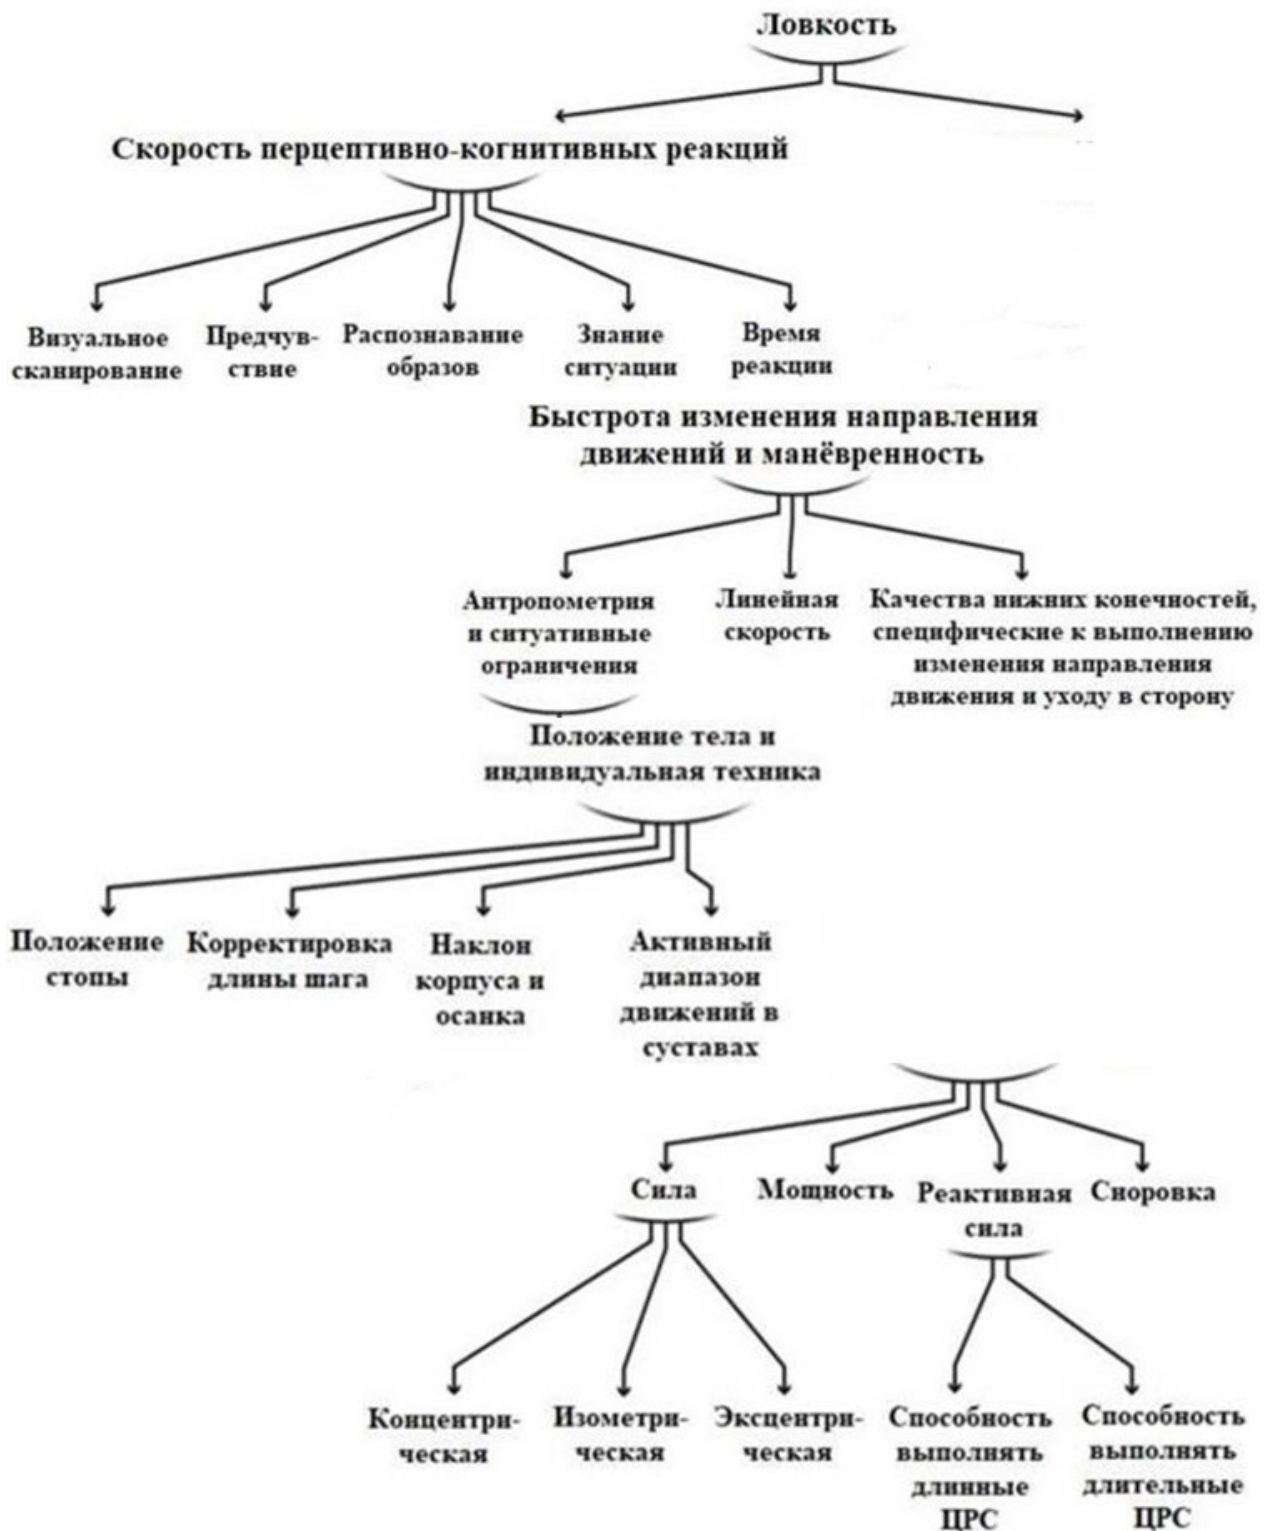 Ловкость
Скорость перцептивно-когнитивных реакций
Визуальное
сканирование
Предчув-
ствие
Распознавание
образов
Знание
ситуации
Время
реакции
Быстрота изменения направления
движений и манёвренность
Антропометрия
и ситуативные
ограничения
Линейная
скорость
Качества нижних конечностей,
специфические к выполнению
изменения направления
движения и уходу в сторону
Положение тела и
индивидуальная техника
Положение
стопы
Корректировка
длины шага
Наклон
корпуса и
осанка
Активный
диапазон
движений в
суставах
Сила
Мощность
Реактивная
сила
Сноровка
Концентри-
ческая
Изометри-
ческая
Эксцентри-
ческая
Способность
выполнять
длинные
ЦРС
Способность
выполнять
длительные
ЦРС